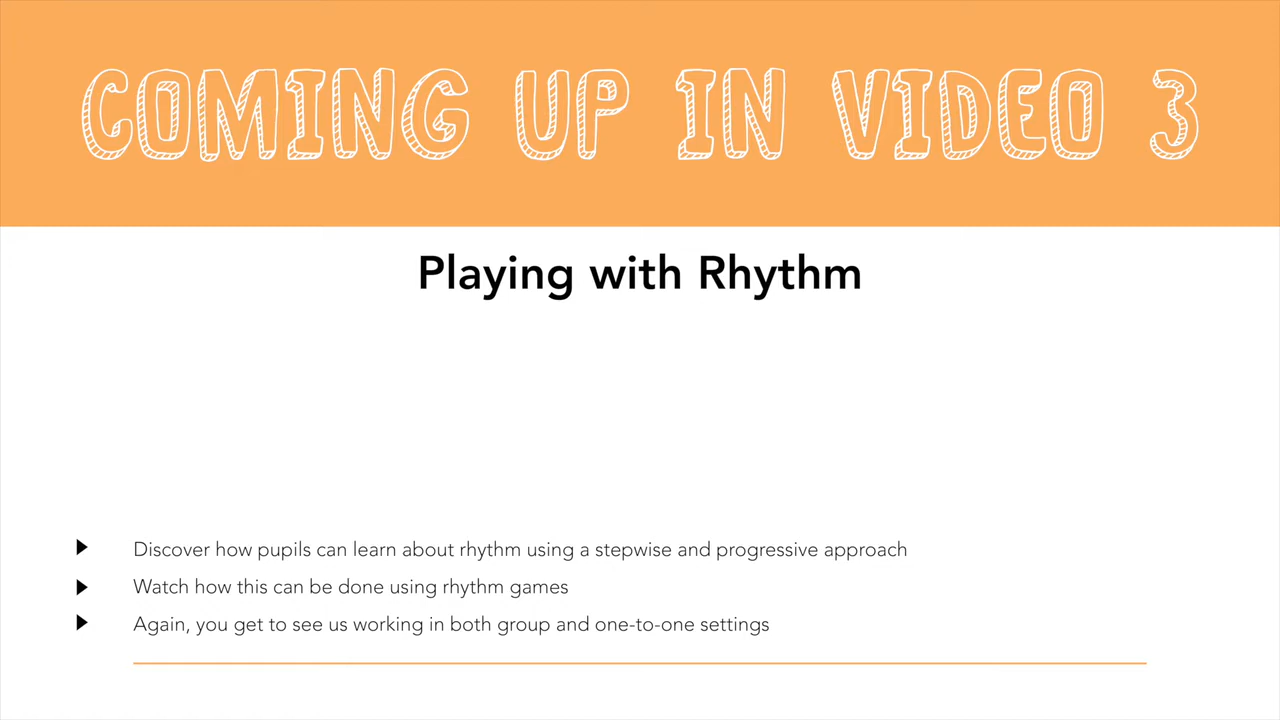 COMING UP IN VIDEO 3
Playing with Rhythm
Discover how pupils can learn about rhythm using a stepwise and progressive approach
Watch how this can be done using rhythm games
Again, you get to see us working in both group and one-to-one settings